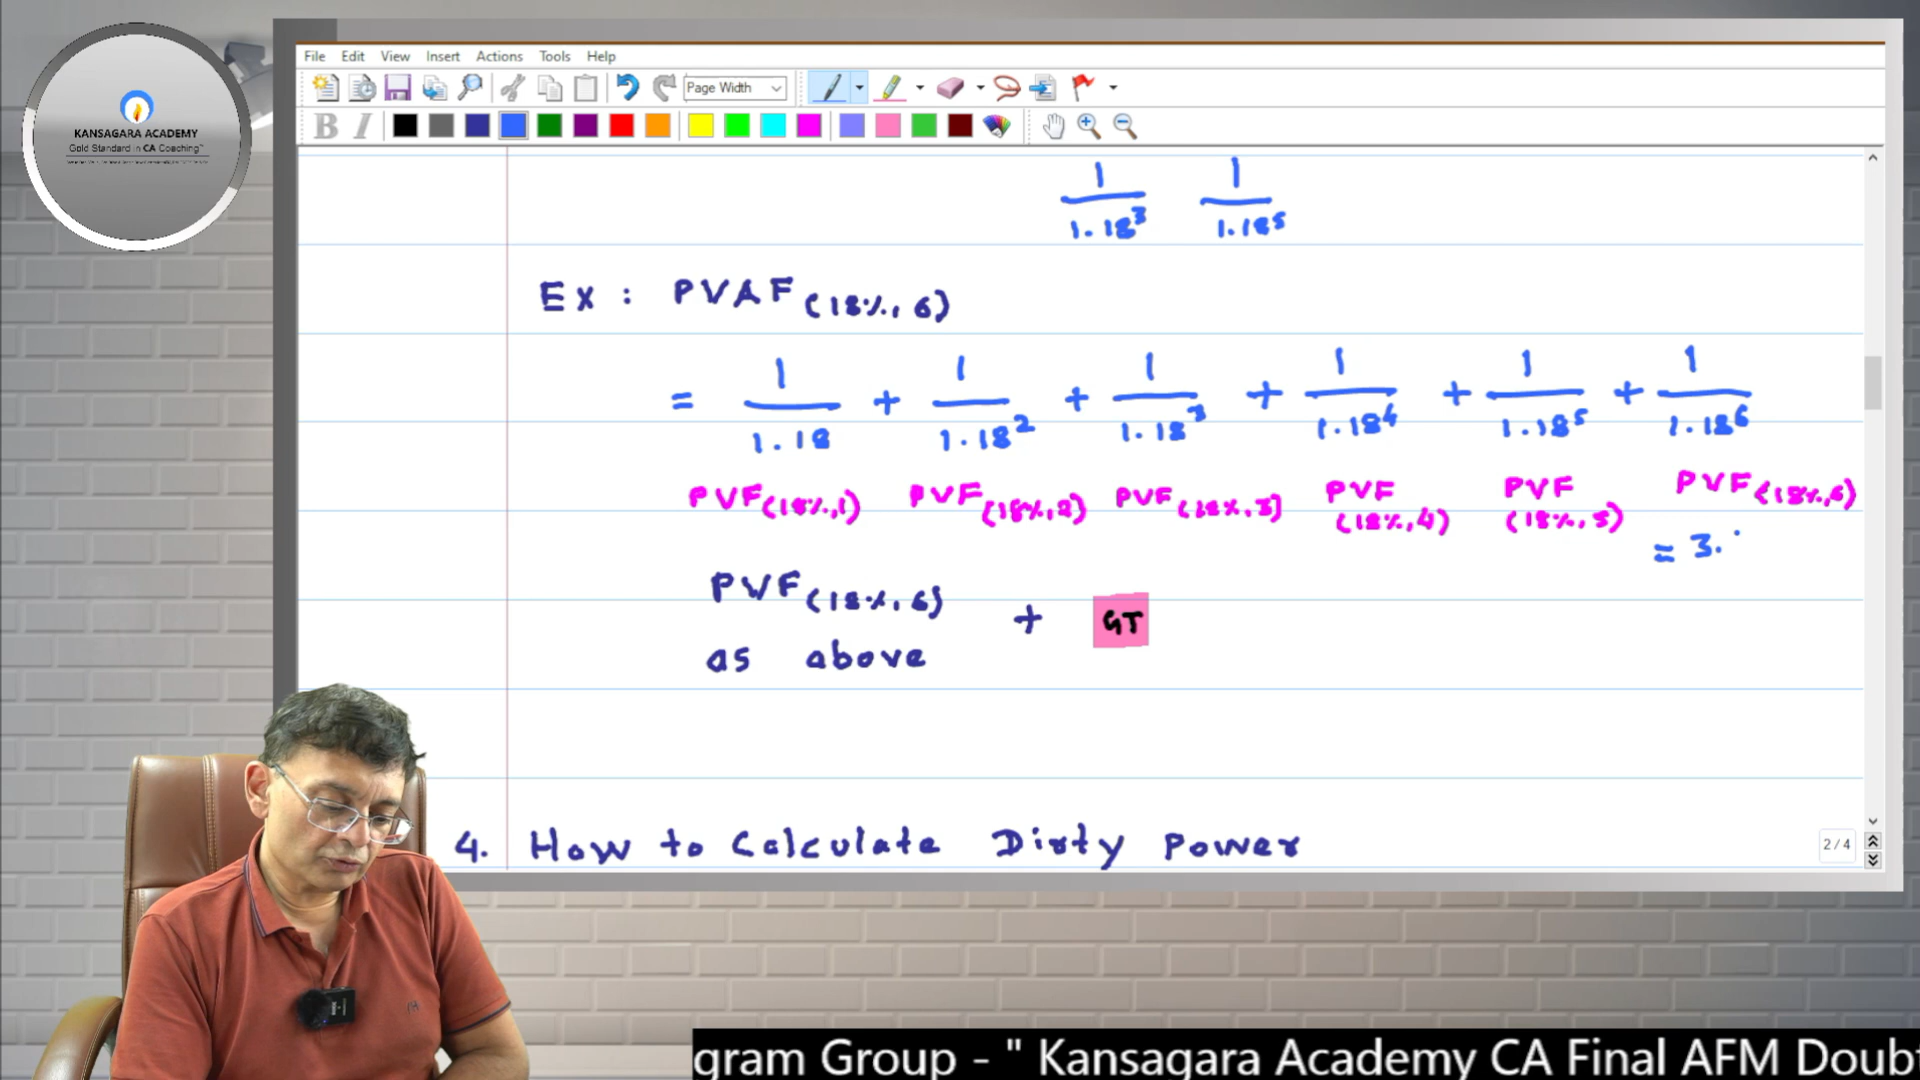 KANSAGARA ACADEMY
Gold Standard in CA Coaching™
File Edit View Insert Actions Tools Help
Page Width
B I
1 1
1.18³ 1.18⁵
Ex : PVAF(18%, 6)
= 1 + 1 + 1 + 1 + 1 + 1
1.18 1.18² 1.18³ 1.18⁴ 1.18⁵ 1.18⁶
PVF(18%,1) PVF(18%,2) PVF(18%,3) PVF(18%,4) PVF(18%,5) PVF(18%,6)
= 3.
PVF(18%, 6) + GT
as above
4. How to Calculate Dirty Power
2 / 4
gram Group - " Kansagara Academy CA Final AFM Doubt